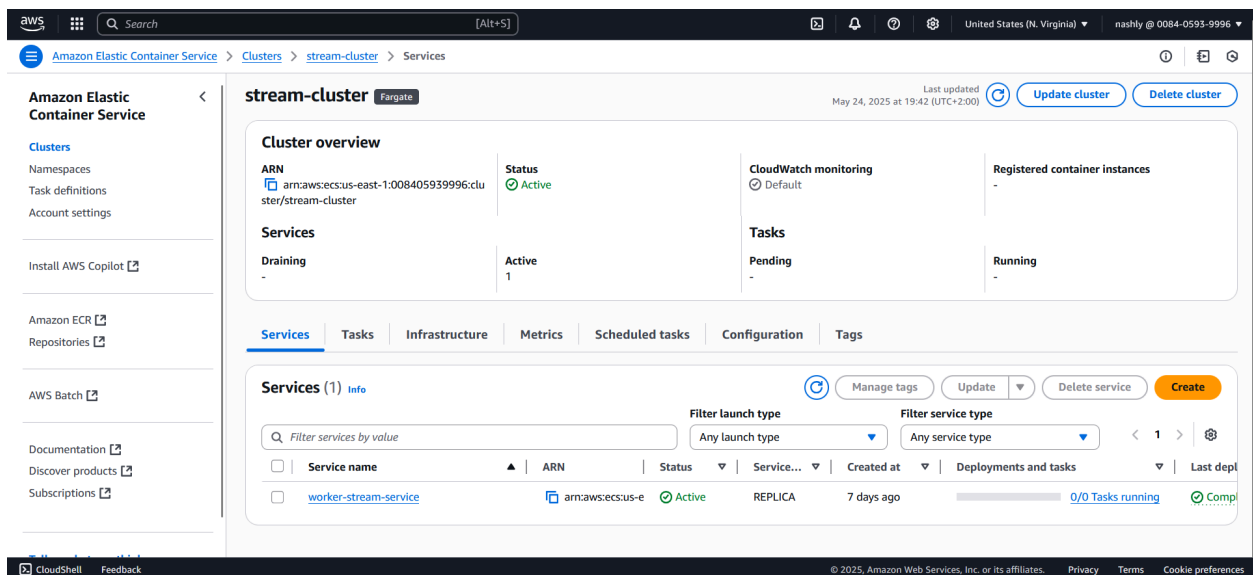 aws
Search
[Alt+S]
United States (N. Virginia)
nashly @ 0084-0593-9996
Amazon Elastic Container Service > Clusters > stream-cluster > Services
Amazon Elastic
Container Service
Clusters
Namespaces
Task definitions
Account settings
Install AWS Copilot
Amazon ECR
Repositories
AWS Batch
Documentation
Discover products
Subscriptions
stream-cluster Fargate
Last updated
May 24, 2025 at 19:42 (UTC+2:00)
Update cluster
Delete cluster
Cluster overview
ARN
arn:aws:ecs:us-east-1:008405939996:clu
ster/stream-cluster
Status
Active
CloudWatch monitoring
Default
Registered container instances
-
Services
Draining
-
Active
1
Tasks
Pending
-
Running
-
Services Tasks Infrastructure Metrics Scheduled tasks Configuration Tags
Services (1) Info
Manage tags
Update
Delete service
Create
Filter launch type
Filter service type
Filter services by value
Any launch type
Any service type
1
Service name ARN Status Service... Created at Deployments and tasks Last depl
worker-stream-service arn:aws:ecs:us-e Active REPLICA 7 days ago 0/0 Tasks running Compl
CloudShell Feedback
© 2025, Amazon Web Services, Inc. or its affiliates. Privacy Terms Cookie preferences